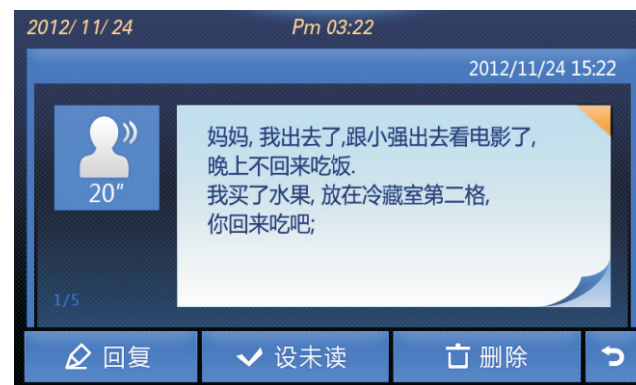 2012/11/24 Pm 03:22
2012/11/24 15:22
妈妈, 我出去了,跟小强出去看电影了,
晚上不回来吃饭.
我买了水果, 放在冷藏室第二格,
你回来吃吧;
20"
1/5
回复 设未读 删除